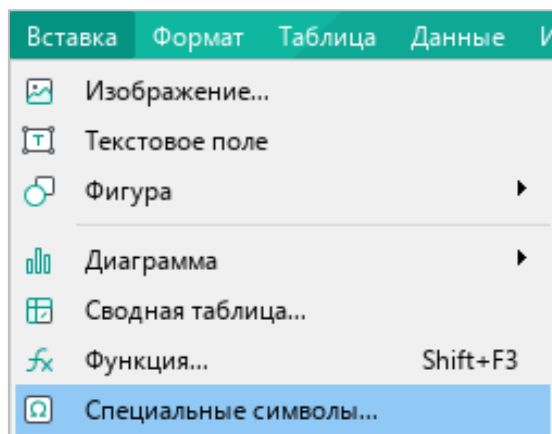 Вставка Формат Таблица Данные И
Изображение...
Текстовое поле
Фигура
Диаграмма
Сводная таблица...
Функция... Shift+F3
Специальные символы...